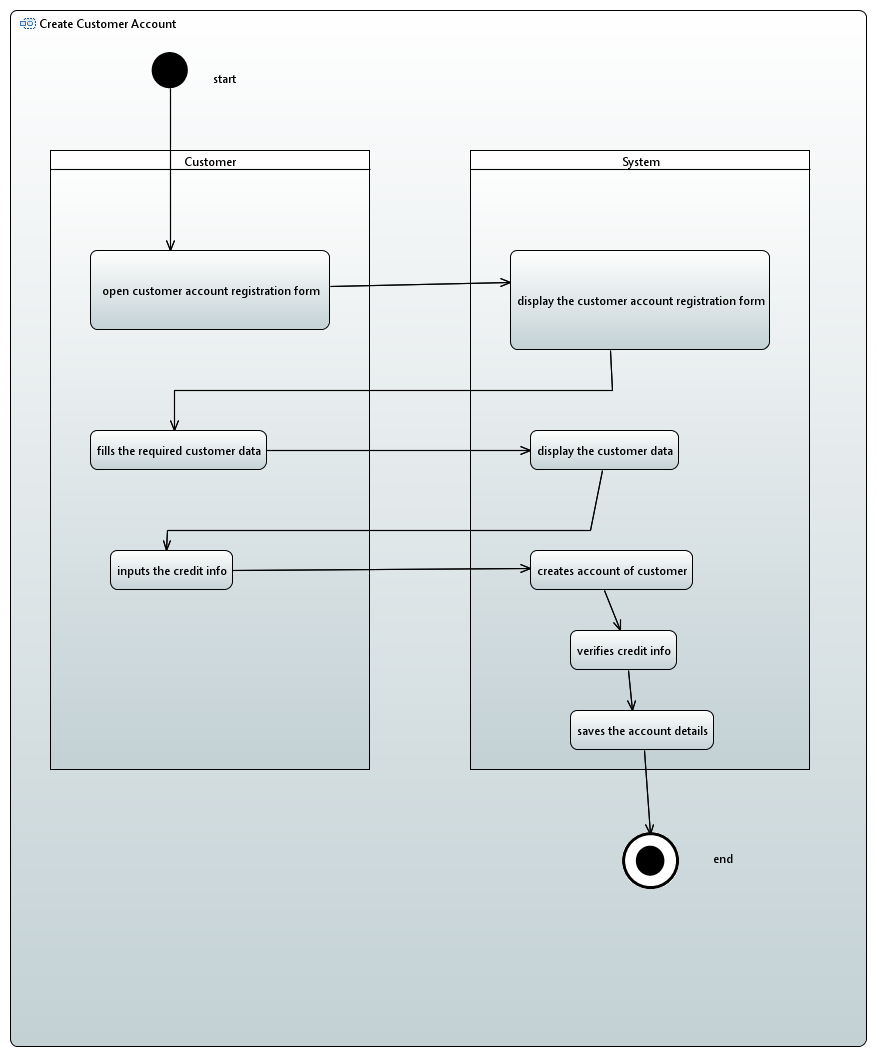 Create Customer Account
start
Customer
System
open customer account registration form
display the customer account registration form
fills the required customer data
display the customer data
inputs the credit info
creates account of customer
verifies credit info
saves the account details
end